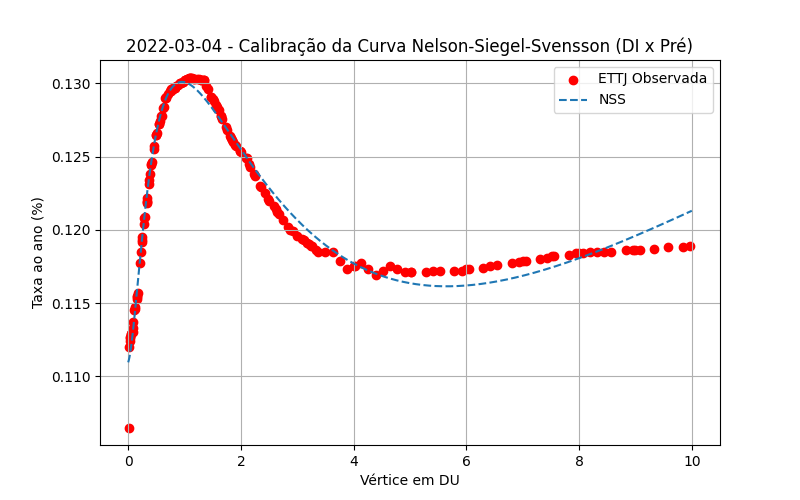 2022-03-04 - Calibração da Curva Nelson-Siegel-Svensson (DI x Pré)
ETTJ Observada
NSS
Taxa ao ano (%)
0.130
0.125
0.120
0.115
0.110
0 2 4 6 8 10
Vértice em DU